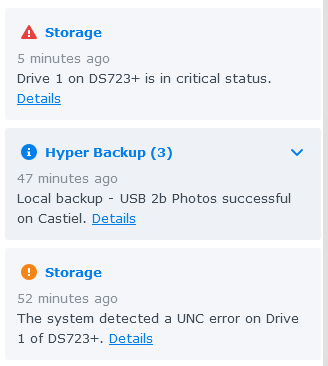 Storage
5 minutes ago
Drive 1 on DS723+ is in critical status.
Details
Hyper Backup (3)
47 minutes ago
Local backup - USB 2b Photos successful
on Castiel. Details
Storage
52 minutes ago
The system detected a UNC error on Drive
1 of DS723+. Details